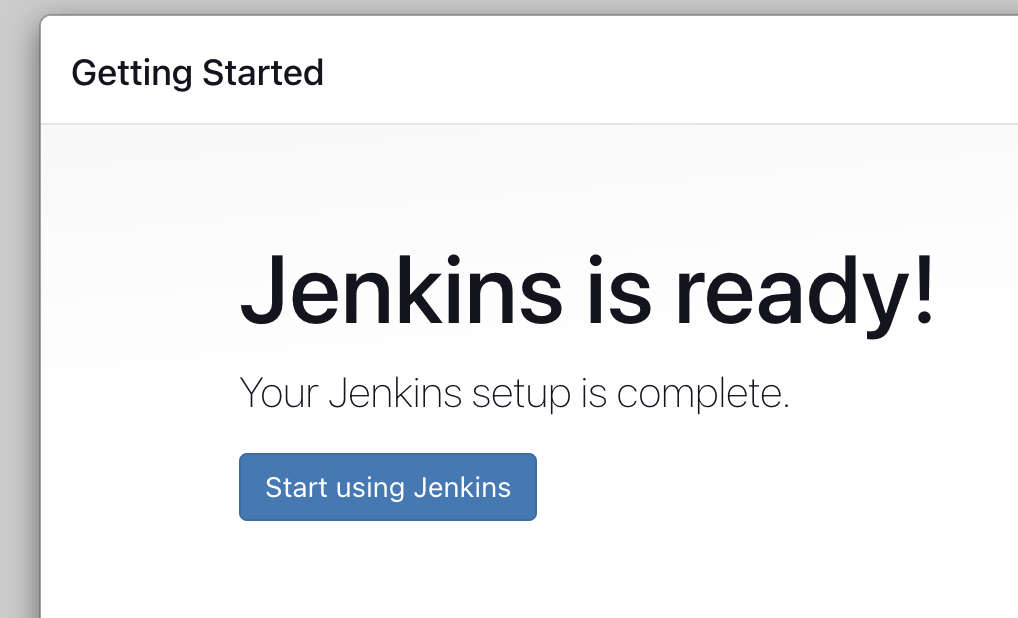 Getting Started
Jenkins is ready!
Your Jenkins setup is complete.
Start using Jenkins